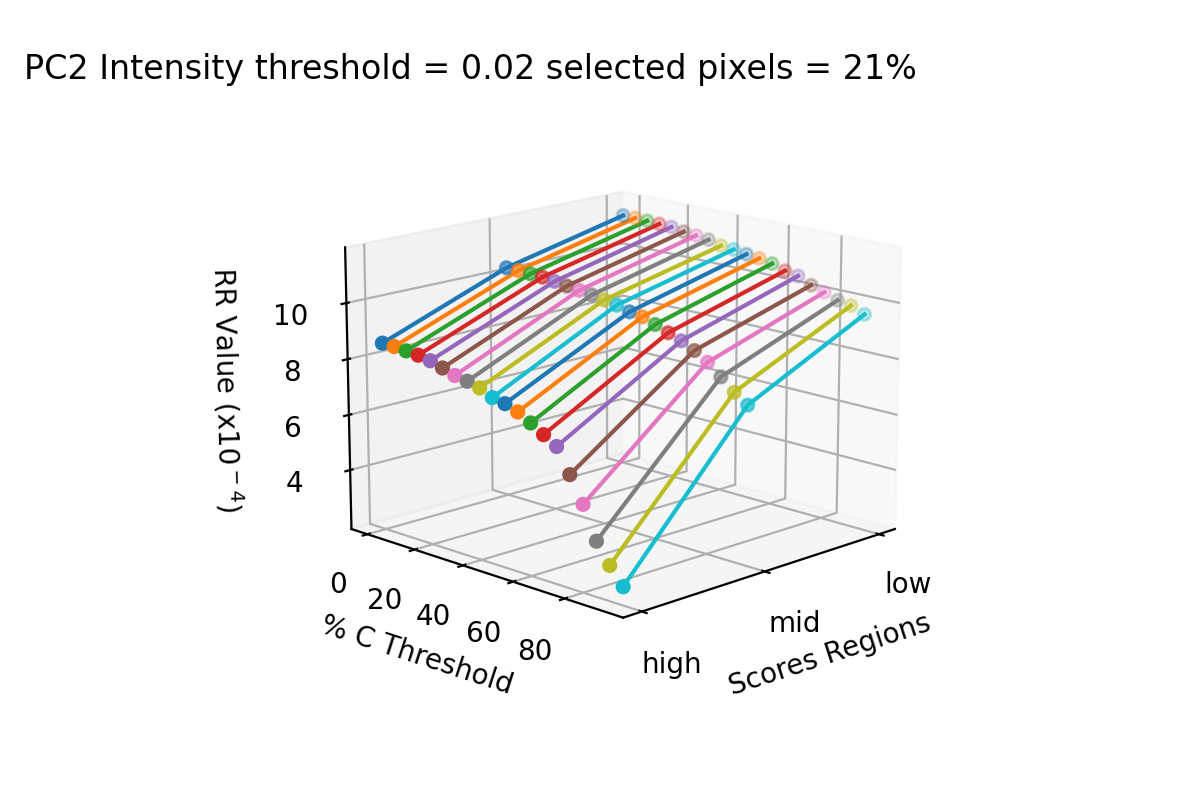 PC2 Intensity threshold = 0.02 selected pixels = 21%
RR Value (x10⁻⁴)
10
8
6
4
0
20
40
60
80
% C Threshold
low
mid
high
Scores Regions